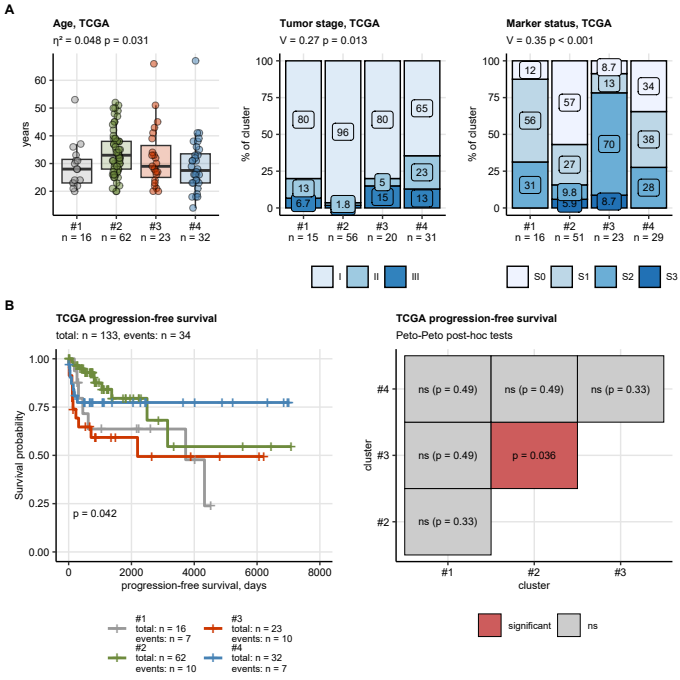 A
Age, TCGA
η² = 0.048 p = 0.031
years
60
50
40
30
20
#1 #2 #3 #4
n = 16 n = 62 n = 23 n = 32
Tumor stage, TCGA
V = 0.27 p = 0.013
% of cluster
100
75
50
25
0
80 96 80 65
13 1.8 5 23
6.7 15 13
#1 #2 #3 #4
n = 15 n = 56 n = 20 n = 31
I II III
Marker status, TCGA
V = 0.35 p < 0.001
% of cluster
100
75
50
25
0
12 57 8.7 34
56 27 13 38
31 9.8 70 28
5.9 8.7
#1 #2 #3 #4
n = 16 n = 51 n = 23 n = 29
S0 S1 S2 S3
B
TCGA progression-free survival
total: n = 133, events: n = 34
Survival probability
1.00
0.75
0.50
0.25
0.00
p = 0.042
0 2000 4000 6000 8000
progression-free survival, days
#1
total: n = 16
events: n = 7
#2
total: n = 62
events: n = 10
#3
total: n = 23
events: n = 10
#4
total: n = 32
events: n = 7
TCGA progression-free survival
Peto-Peto post-hoc tests
cluster
#4
#3
#2
ns (p = 0.49) ns (p = 0.49) ns (p = 0.33)
ns (p = 0.49) p = 0.036
ns (p = 0.33)
#1 #2 #3
cluster
significant ns